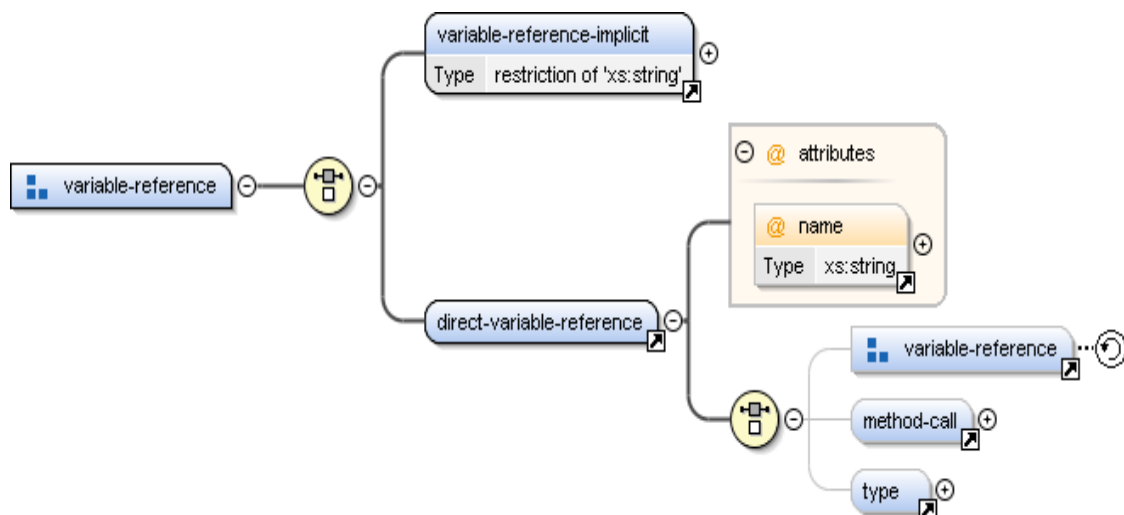 variable-reference-implicit
Type restriction of 'xs:string'
variable-reference
@ attributes
@ name
Type xs:string
direct-variable-reference
variable-reference
method-call
type